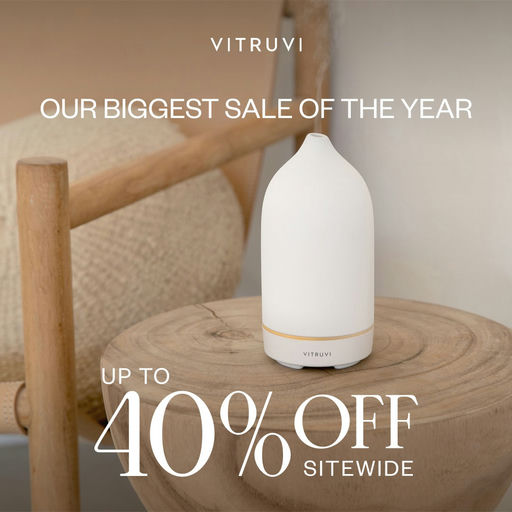 VITRUVI
OUR BIGGEST SALE OF THE YEAR
VITRUVI
UP TO
40% OFF
SITEWIDE